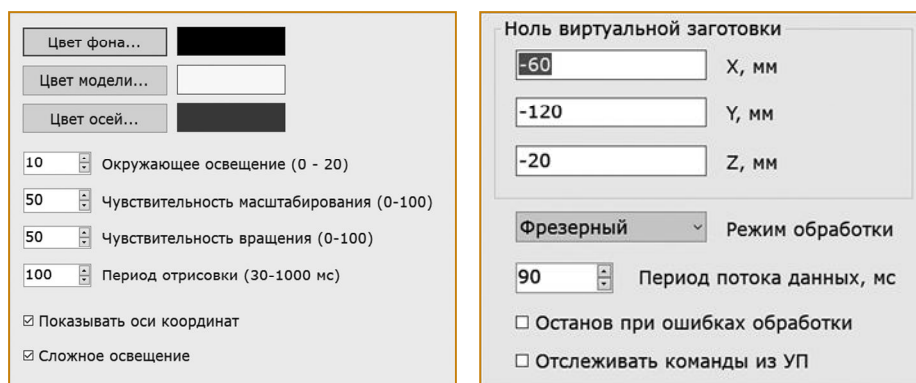 Цвет фона...
Цвет модели...
Цвет осей...
10 Окружающее освещение (0 - 20)
50 Чувствительность масштабирования (0-100)
50 Чувствительность вращения (0-100)
100 Период отрисовки (30-1000 мс)
Показывать оси координат
Сложное освещение
Ноль виртуальной заготовки
-60 X, мм
-120 Y, мм
-20 Z, мм
Фрезерный Режим обработки
90 Период потока данных, мс
Останов при ошибках обработки
Отслеживать команды из УП